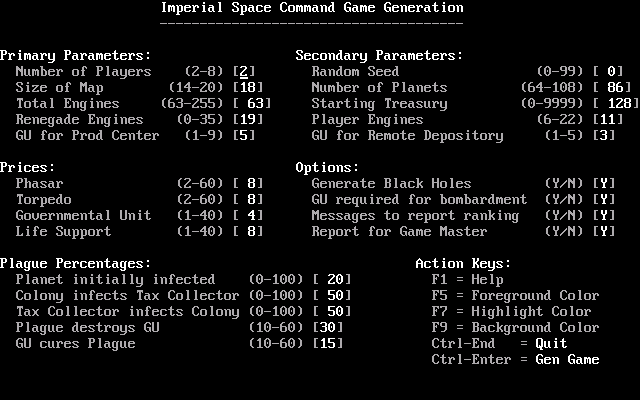 Imperial Space Command Game Generation
Primary Parameters:
Number of Players (2-8) [2]
Size of Map (14-20) [18]
Total Engines (63-255) [ 63]
Renegade Engines (0-35) [19]
GU for Prod Center (1-9) [5]
Secondary Parameters:
Random Seed (0-99) [ 0]
Number of Planets (64-108) [ 86]
Starting Treasury (0-9999) [ 128]
Player Engines (6-22) [11]
GU for Remote Depository (1-5) [3]
Prices:
Phasar (2-60) [ 8]
Torpedo (2-60) [ 8]
Governmental Unit (1-40) [ 4]
Life Support (1-40) [ 8]
Options:
Generate Black Holes (Y/N) [Y]
GU required for bombardment (Y/N) [Y]
Messages to report ranking (Y/N) [Y]
Report for Game Master (Y/N) [Y]
Plague Percentages:
Planet initially infected (0-100) [ 20]
Colony infects Tax Collector (0-100) [ 50]
Tax Collector infects Colony (0-100) [ 50]
Plague destroys GU (10-60) [30]
GU cures Plague (10-60) [15]
Action Keys:
F1 = Help
F5 = Foreground Color
F7 = Highlight Color
F9 = Background Color
Ctrl-End = Quit
Ctrl-Enter = Gen Game